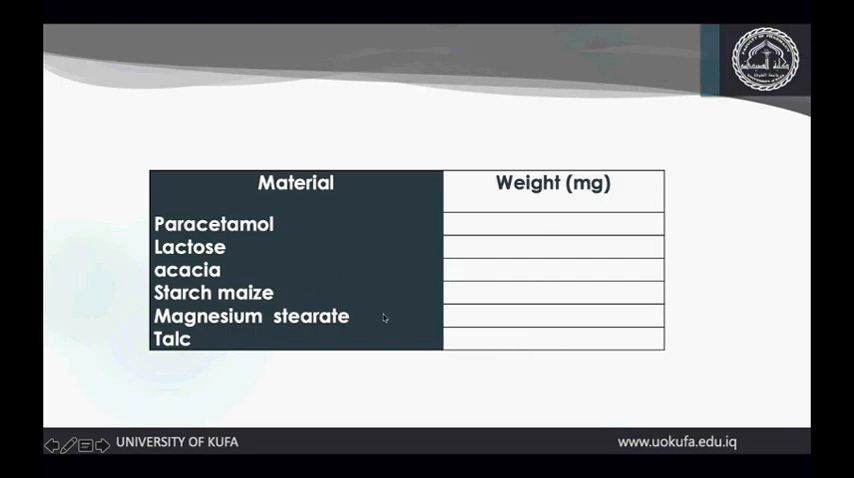 Material
Weight (mg)
Paracetamol
Lactose
acacia
Starch maize
Magnesium stearate
Talc
UNIVERSITY OF KUFA
www.uokufa.edu.iq